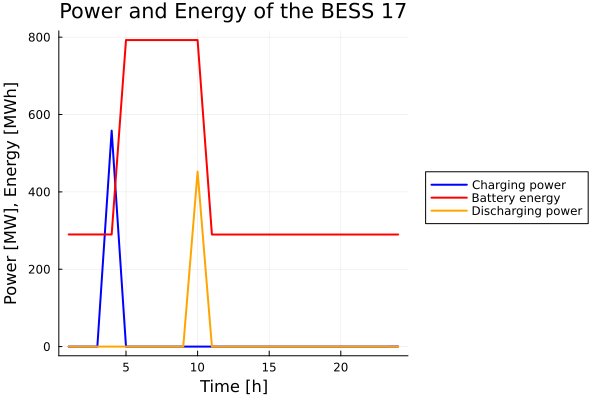 Power and Energy of the BESS 17
Power [MW], Energy [MWh]
800
600
400
200
0
5 10 15 20
Time [h]
Charging power
Battery energy
Discharging power